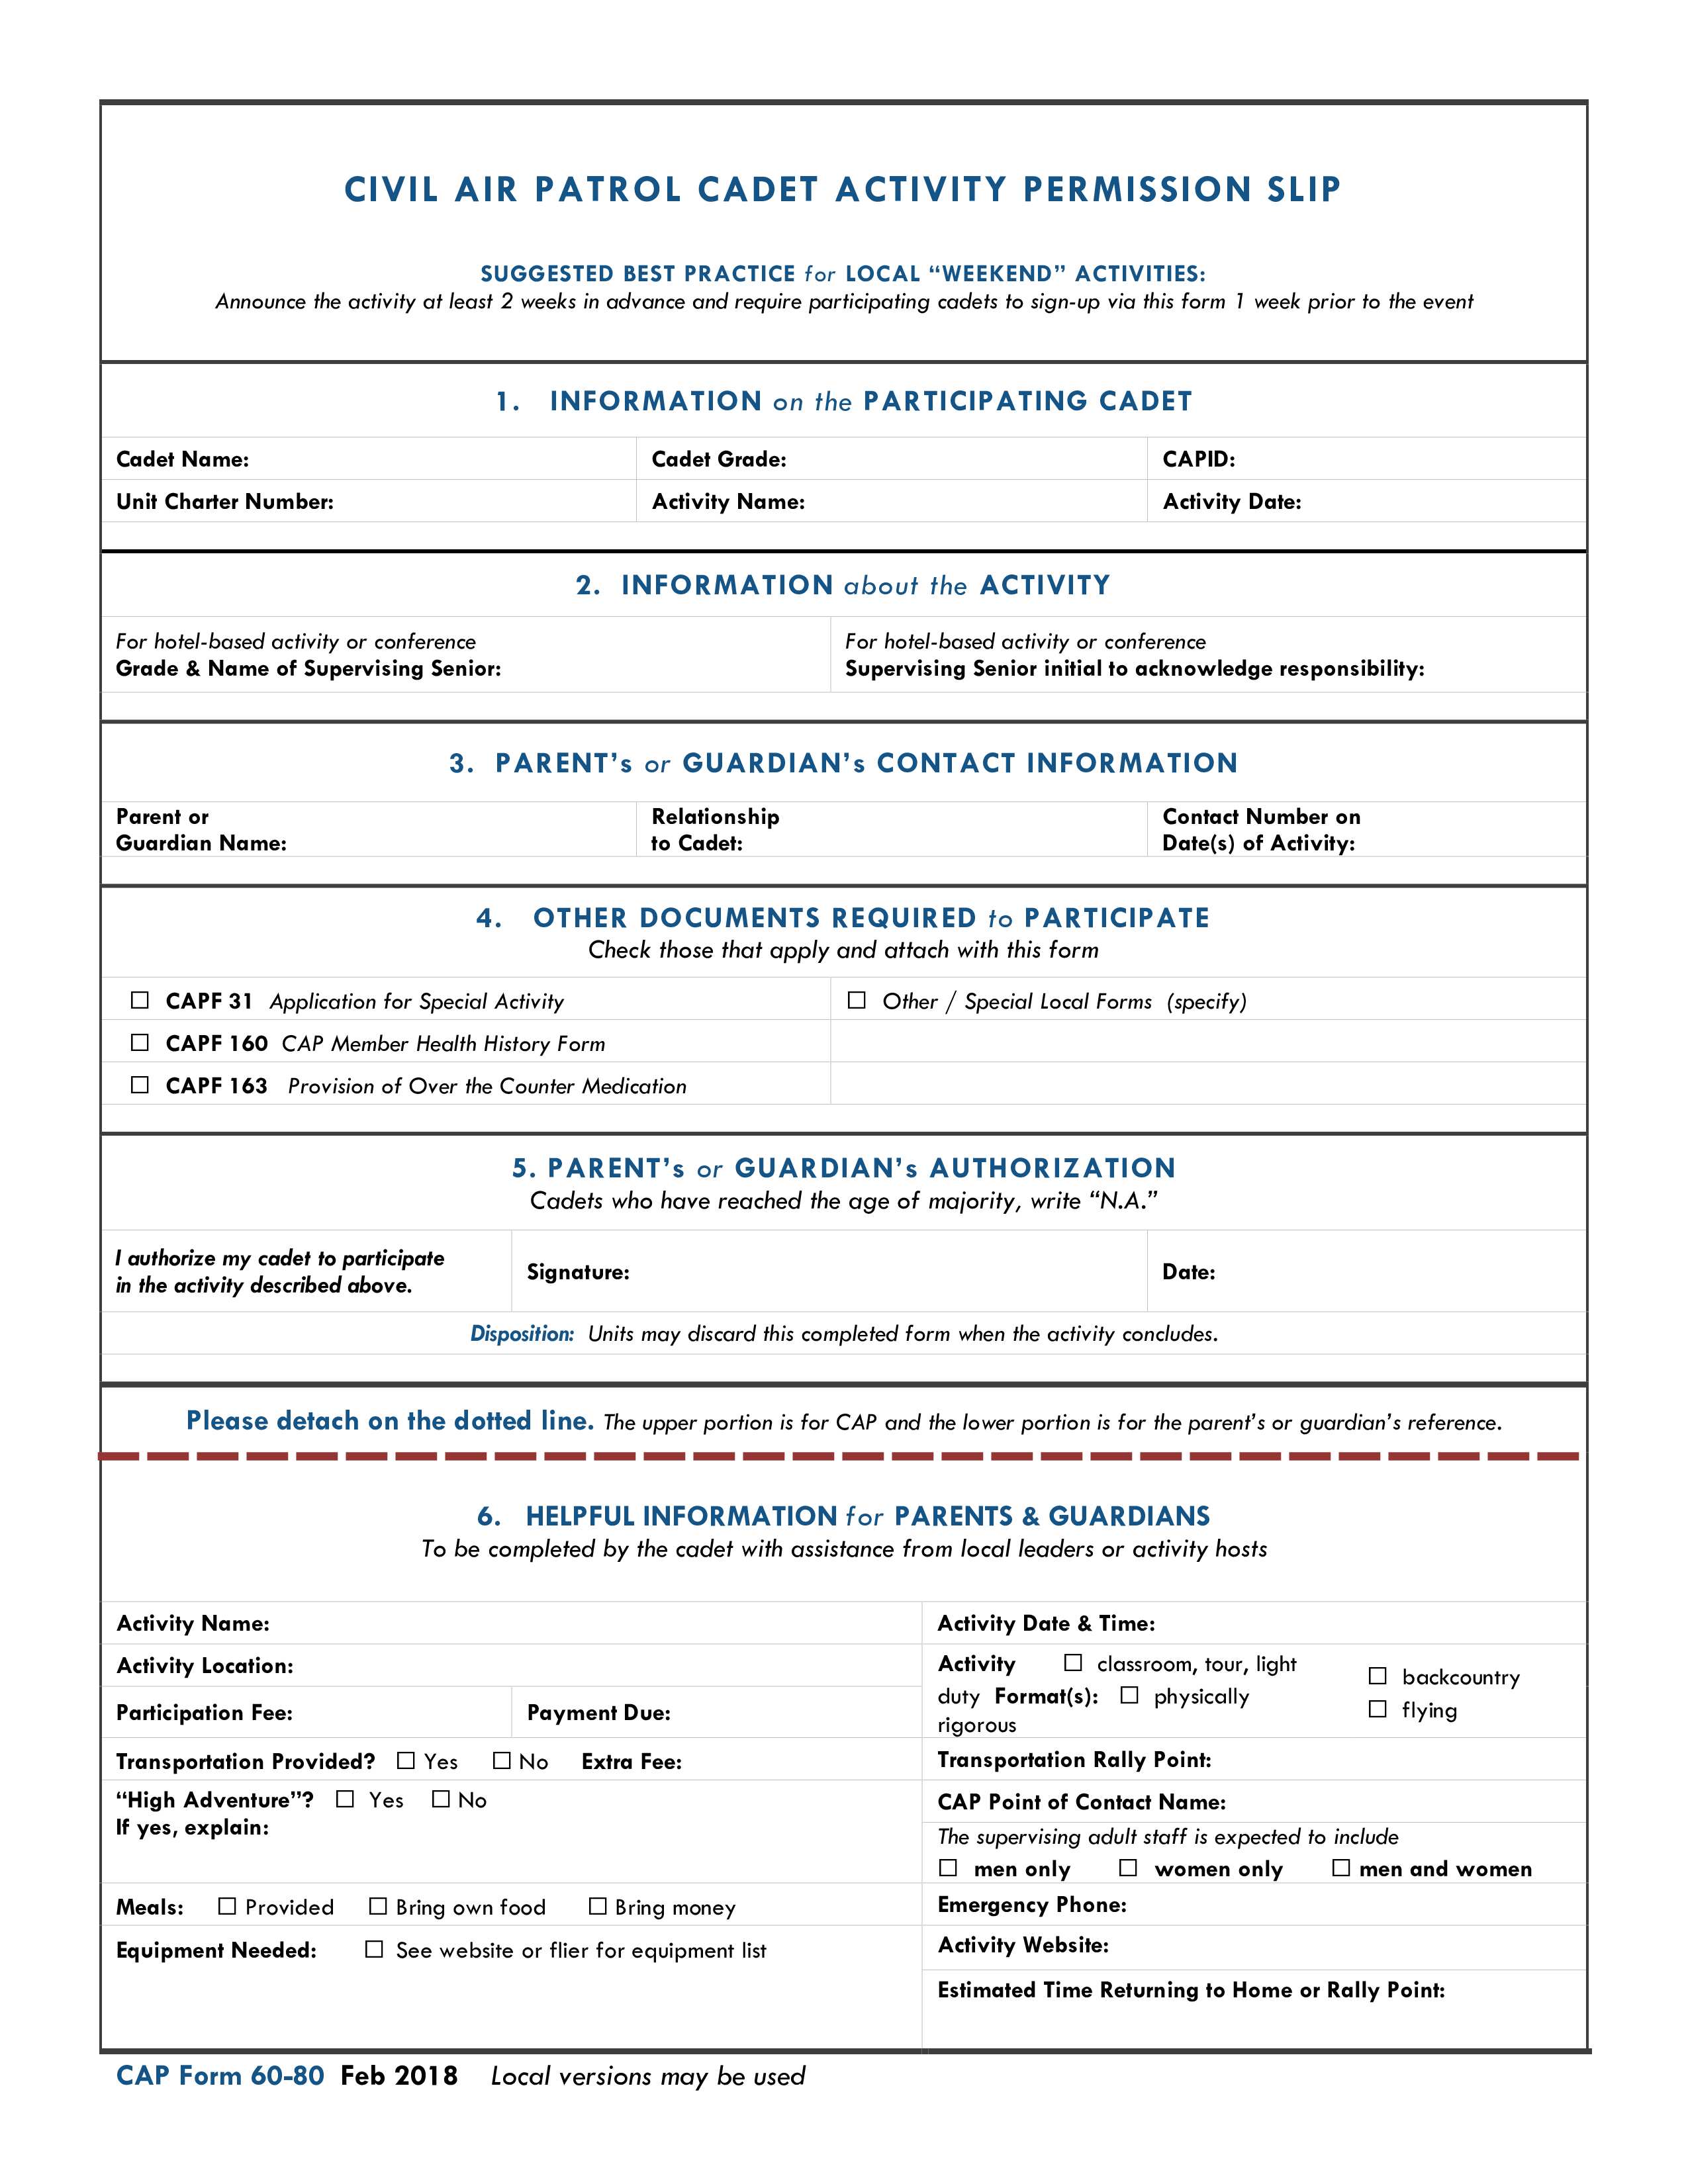 CIVIL AIR PATROL CADET ACTIVITY PERMISSION SLIP
SUGGESTED BEST PRACTICE for LOCAL “WEEKEND” ACTIVITIES:
Announce the activity at least 2 weeks in advance and require participating cadets to sign-up via this form 1 week prior to the event
1. INFORMATION on the PARTICIPATING CADET
Cadet Name: Cadet Grade: CAPID:
Unit Charter Number: Activity Name: Activity Date:
2. INFORMATION about the ACTIVITY
For hotel-based activity or conference
Grade & Name of Supervising Senior:
For hotel-based activity or conference
Supervising Senior initial to acknowledge responsibility:
3. PARENT’s or GUARDIAN’s CONTACT INFORMATION
Parent or
Guardian Name:
Relationship
to Cadet:
Contact Number on
Date(s) of Activity:
4. OTHER DOCUMENTS REQUIRED to PARTICIPATE
Check those that apply and attach with this form
☐ CAPF 31 Application for Special Activity
☐ Other / Special Local Forms (specify)
☐ CAPF 160 CAP Member Health History Form
☐ CAPF 163 Provision of Over the Counter Medication
5. PARENT’s or GUARDIAN’s AUTHORIZATION
Cadets who have reached the age of majority, write “N.A.”
I authorize my cadet to participate
in the activity described above.
Signature:
Date:
Disposition: Units may discard this completed form when the activity concludes.
Please detach on the dotted line. The upper portion is for CAP and the lower portion is for the parent’s or guardian’s reference.
6. HELPFUL INFORMATION for PARENTS & GUARDIANS
To be completed by the cadet with assistance from local leaders or activity hosts
Activity Name:
Activity Date & Time:
Activity Location:
Activity ☐ classroom, tour, light
duty Format(s): ☐ physically
rigorous
☐ backcountry
☐ flying
Participation Fee: Payment Due:
Transportation Provided? ☐ Yes ☐ No Extra Fee:
Transportation Rally Point:
“High Adventure”? ☐ Yes ☐ No
If yes, explain:
CAP Point of Contact Name:
The supervising adult staff is expected to include
☐ men only ☐ women only ☐ men and women
Meals: ☐ Provided ☐ Bring own food ☐ Bring money
Emergency Phone:
Equipment Needed: ☐ See website or flier for equipment list
Activity Website:
Estimated Time Returning to Home or Rally Point:
CAP Form 60-80 Feb 2018 Local versions may be used